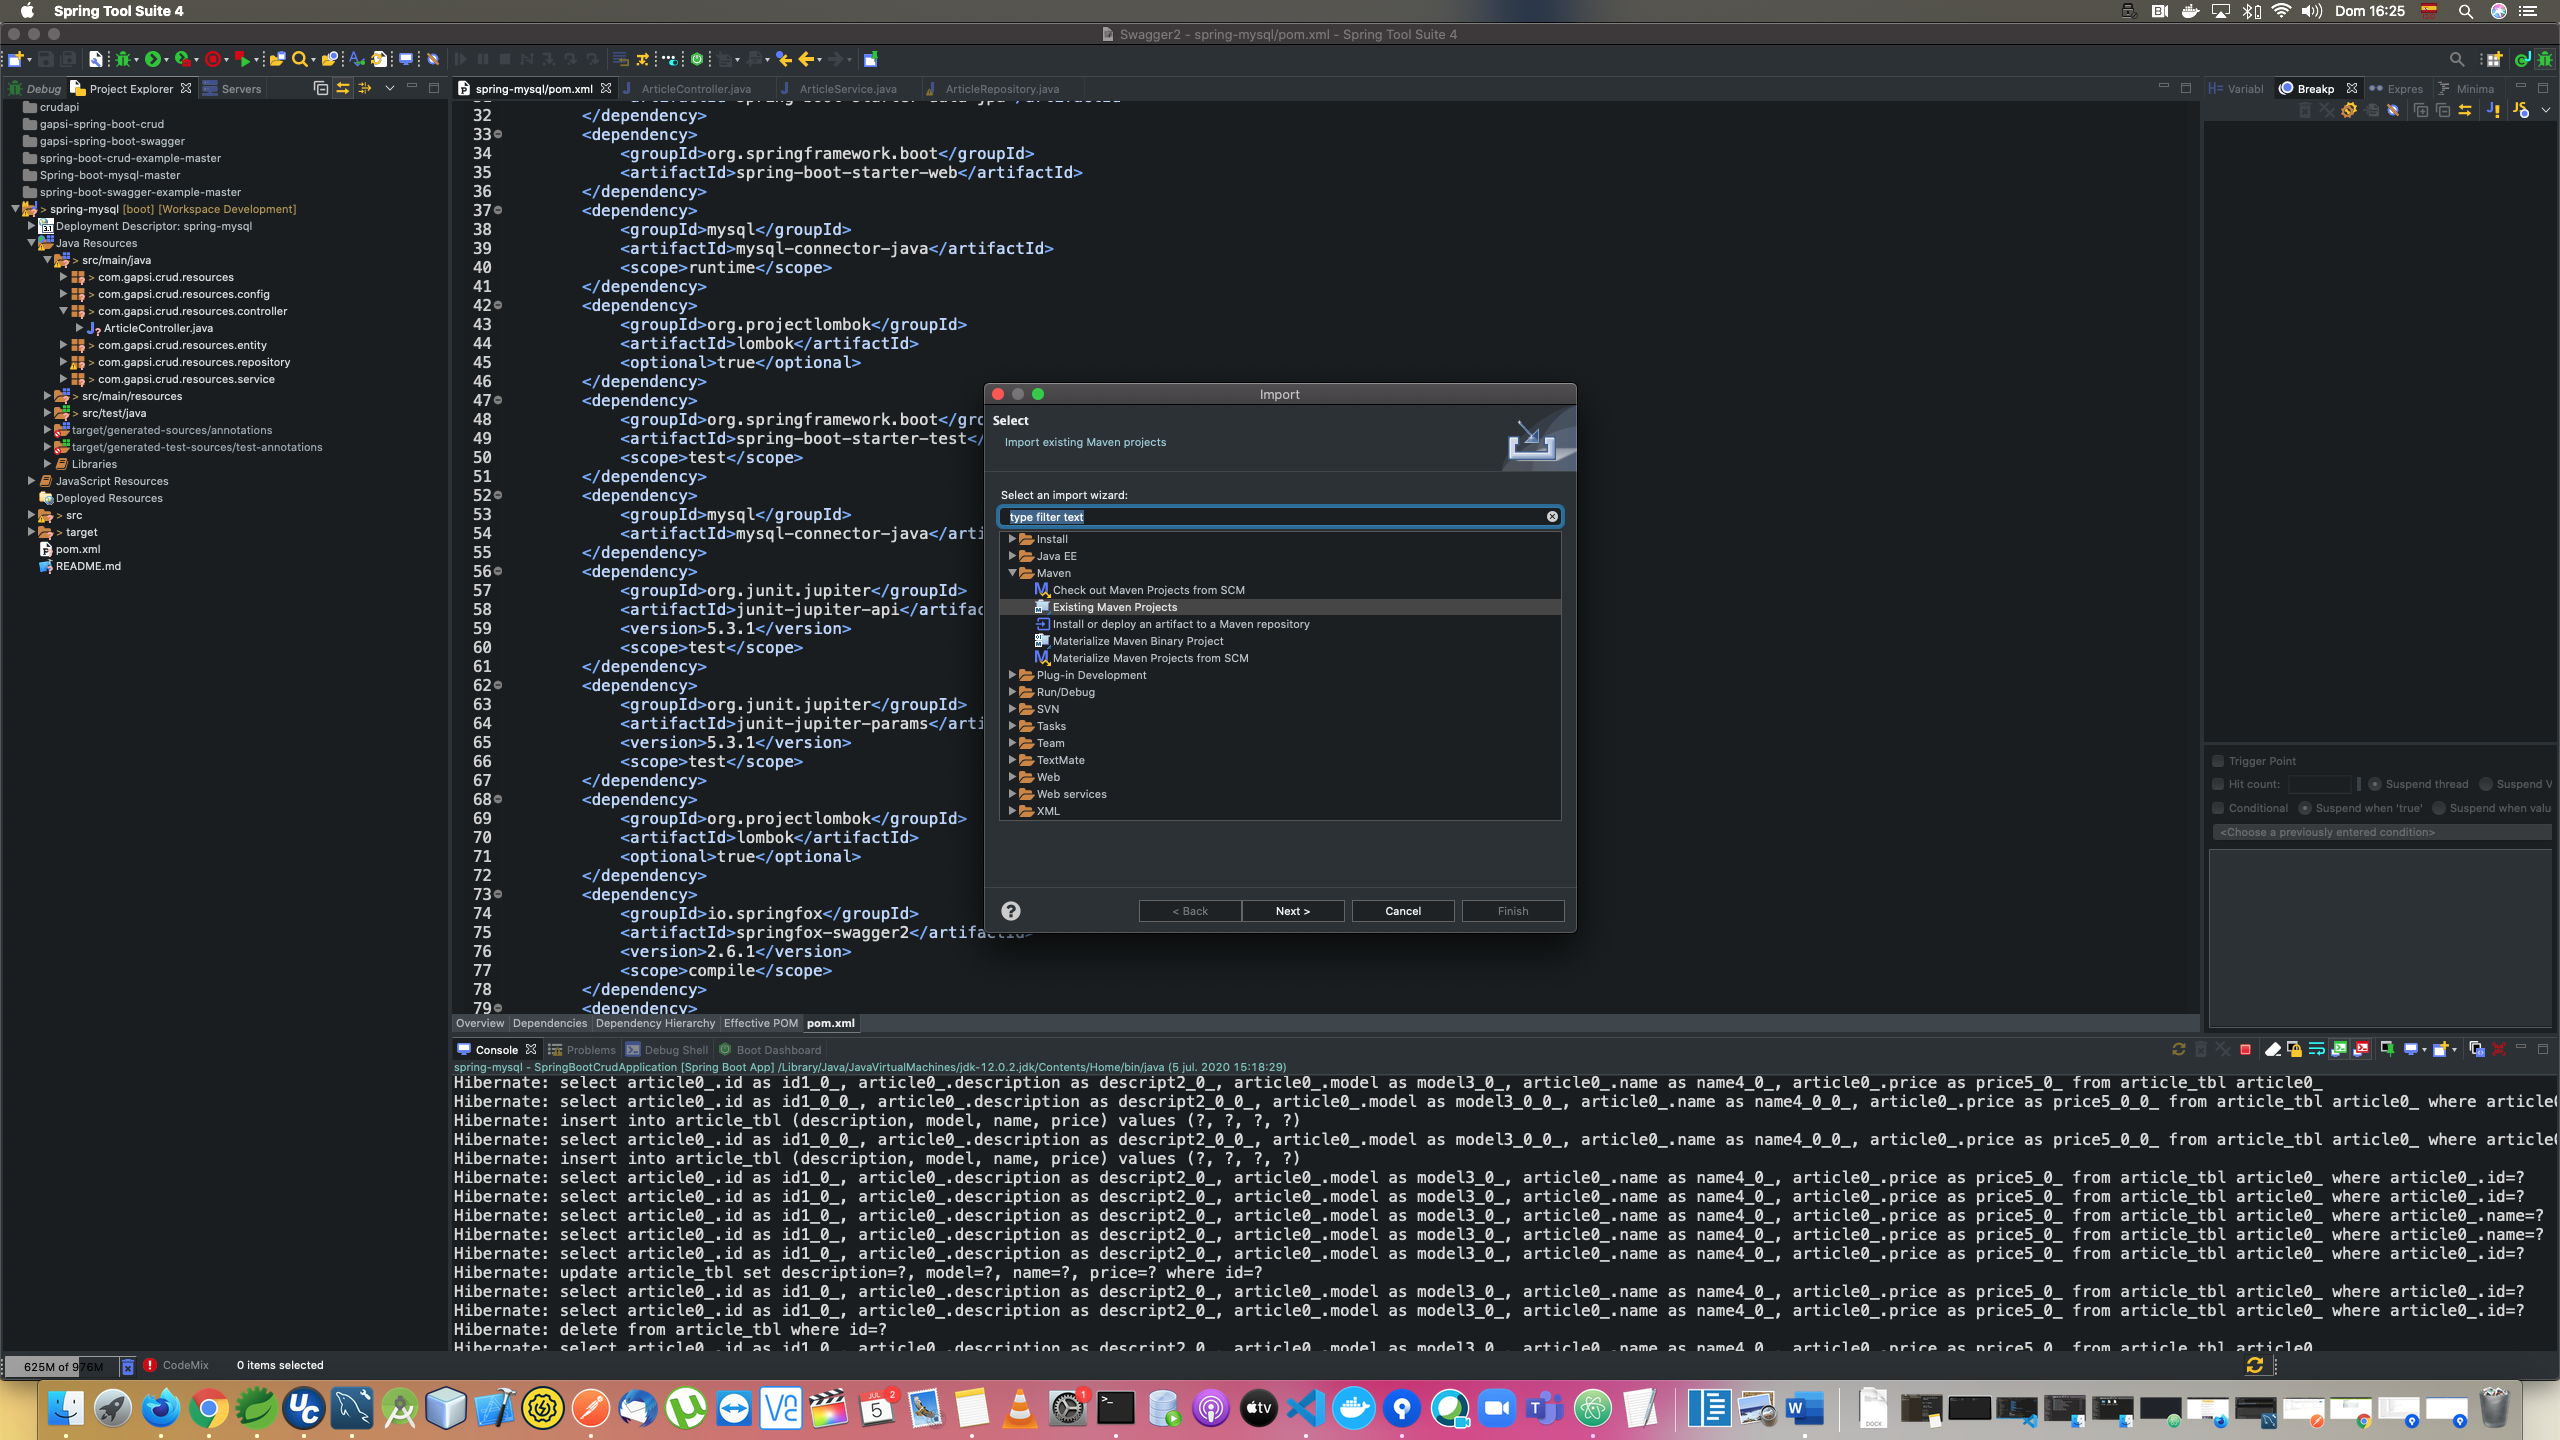 Spring Tool Suite 4
Dom 16:25
Swagger2 - spring-mysql/pom.xml - Spring Tool Suite 4
Debug
Project Explorer
Servers
crudapi
gapsi-spring-boot-crud
gapsi-spring-boot-swagger
spring-boot-crud-example-master
Spring-boot-mysql-master
spring-boot-swagger-example-master
> spring-mysql [boot] [Workspace Development]
Deployment Descriptor: spring-mysql
Java Resources
> src/main/java
> com.gapsi.crud.resources
> com.gapsi.crud.resources.config
> com.gapsi.crud.resources.controller
ArticleController.java
> com.gapsi.crud.resources.entity
> com.gapsi.crud.resources.repository
> com.gapsi.crud.resources.service
> src/main/resources
> src/test/java
target/generated-sources/annotations
target/generated-test-sources/test-annotations
Libraries
JavaScript Resources
Deployed Resources
> src
> target
pom.xml
README.md
spring-mysql/pom.xml
ArticleController.java
ArticleService.java
ArticleRepository.java
32 </dependency>
33 <dependency>
34 <groupId>org.springframework.boot</groupId>
35 <artifactId>spring-boot-starter-web</artifactId>
36 </dependency>
37 <dependency>
38 <groupId>mysql</groupId>
39 <artifactId>mysql-connector-java</artifactId>
40 <scope>runtime</scope>
41 </dependency>
42 <dependency>
43 <groupId>org.projectlombok</groupId>
44 <artifactId>lombok</artifactId>
45 <optional>true</optional>
46 </dependency>
47 <dependency>
48 <groupId>org.springframework.boot</gro
49 <artifactId>spring-boot-starter-test</
50 <scope>test</scope>
51 </dependency>
52 <dependency>
53 <groupId>mysql</groupId>
54 <artifactId>mysql-connector-java</arti
55 </dependency>
56 <dependency>
57 <groupId>org.junit.jupiter</groupId>
58 <artifactId>junit-jupiter-api</artifac
59 <version>5.3.1</version>
60 <scope>test</scope>
61 </dependency>
62 <dependency>
63 <groupId>org.junit.jupiter</groupId>
64 <artifactId>junit-jupiter-params</arti
65 <version>5.3.1</version>
66 <scope>test</scope>
67 </dependency>
68 <dependency>
69 <groupId>org.projectlombok</groupId>
70 <artifactId>lombok</artifactId>
71 <optional>true</optional>
72 </dependency>
73 <dependency>
74 <groupId>io.springfox</groupId>
75 <artifactId>springfox-swagger2</artifactId>
76 <version>2.6.1</version>
77 <scope>compile</scope>
78 </dependency>
79 <dependency>
Overview
Dependencies
Dependency Hierarchy
Effective POM
pom.xml
Import
Select
Import existing Maven projects
Select an import wizard:
type filter text
Install
Java EE
Maven
Check out Maven Projects from SCM
Existing Maven Projects
Install or deploy an artifact to a Maven repository
Materialize Maven Binary Project
Materialize Maven Projects from SCM
Plug-in Development
Run/Debug
SVN
Tasks
Team
TextMate
Web
Web services
XML
< Back
Next >
Cancel
Finish
Variabl
Breakp
Expres
Minima
Trigger Point
Hit count:
Suspend thread
Suspend V
Conditional
Suspend when 'true'
Suspend when valu
<Choose a previously entered condition>
Console
Problems
Debug Shell
Boot Dashboard
spring-mysql - SpringBootCrudApplication [Spring Boot App] /Library/Java/JavaVirtualMachines/jdk-12.0.2.jdk/Contents/Home/bin/java (5 jul. 2020 15:18:29)
Hibernate: select article0_.id as id1_0_, article0_.description as descript2_0_, article0_.model as model3_0_, article0_.name as name4_0_, article0_.price as price5_0_ from article_tbl article0_
Hibernate: select article0_.id as id1_0_0_, article0_.description as descript2_0_0_, article0_.model as model3_0_0_, article0_.name as name4_0_0_, article0_.price as price5_0_0_ from article_tbl article0_ where article
Hibernate: insert into article_tbl (description, model, name, price) values (?, ?, ?, ?)
Hibernate: select article0_.id as id1_0_0_, article0_.description as descript2_0_0_, article0_.model as model3_0_0_, article0_.name as name4_0_0_, article0_.price as price5_0_0_ from article_tbl article0_ where article
Hibernate: insert into article_tbl (description, model, name, price) values (?, ?, ?, ?)
Hibernate: select article0_.id as id1_0_, article0_.description as descript2_0_, article0_.model as model3_0_, article0_.name as name4_0_, article0_.price as price5_0_ from article_tbl article0_ where article0_.id=?
Hibernate: select article0_.id as id1_0_, article0_.description as descript2_0_, article0_.model as model3_0_, article0_.name as name4_0_, article0_.price as price5_0_ from article_tbl article0_ where article0_.id=?
Hibernate: select article0_.id as id1_0_, article0_.description as descript2_0_, article0_.model as model3_0_, article0_.name as name4_0_, article0_.price as price5_0_ from article_tbl article0_ where article0_.name=?
Hibernate: select article0_.id as id1_0_, article0_.description as descript2_0_, article0_.model as model3_0_, article0_.name as name4_0_, article0_.price as price5_0_ from article_tbl article0_ where article0_.name=?
Hibernate: select article0_.id as id1_0_, article0_.description as descript2_0_, article0_.model as model3_0_, article0_.name as name4_0_, article0_.price as price5_0_ from article_tbl article0_ where article0_.id=?
Hibernate: update article_tbl set description=?, model=?, name=?, price=? where id=?
Hibernate: select article0_.id as id1_0_, article0_.description as descript2_0_, article0_.model as model3_0_, article0_.name as name4_0_, article0_.price as price5_0_ from article_tbl article0_ where article0_.id=?
Hibernate: select article0_.id as id1_0_, article0_.description as descript2_0_, article0_.model as model3_0_, article0_.name as name4_0_, article0_.price as price5_0_ from article_tbl article0_ where article0_.id=?
Hibernate: delete from article_tbl where id=?
625M of 976M
CodeMix
0 items selected